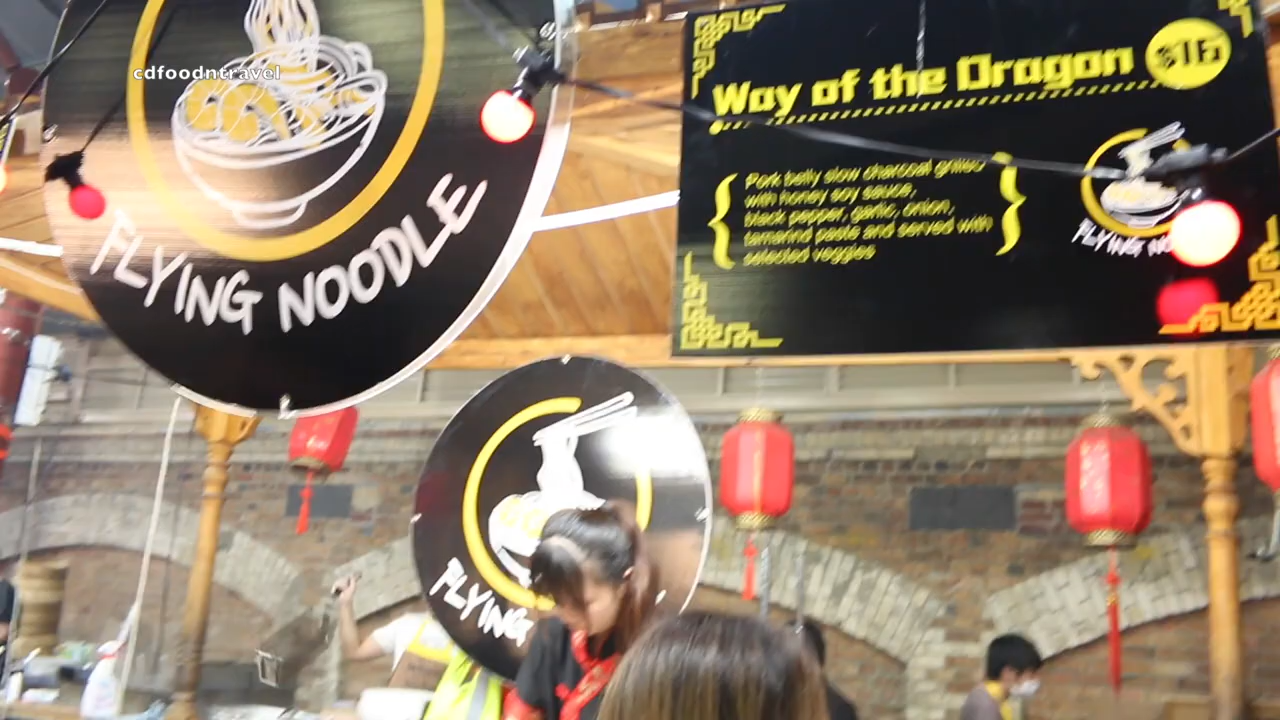 cdfoodntravel
FLYING NOODLE
Way of the Dragon
$16
Pork belly slow charcoal grilled
with honey soy sauce,
black pepper, garlic, onion,
tamarind paste and served with
selected veggies
FLYING NO
FLYING